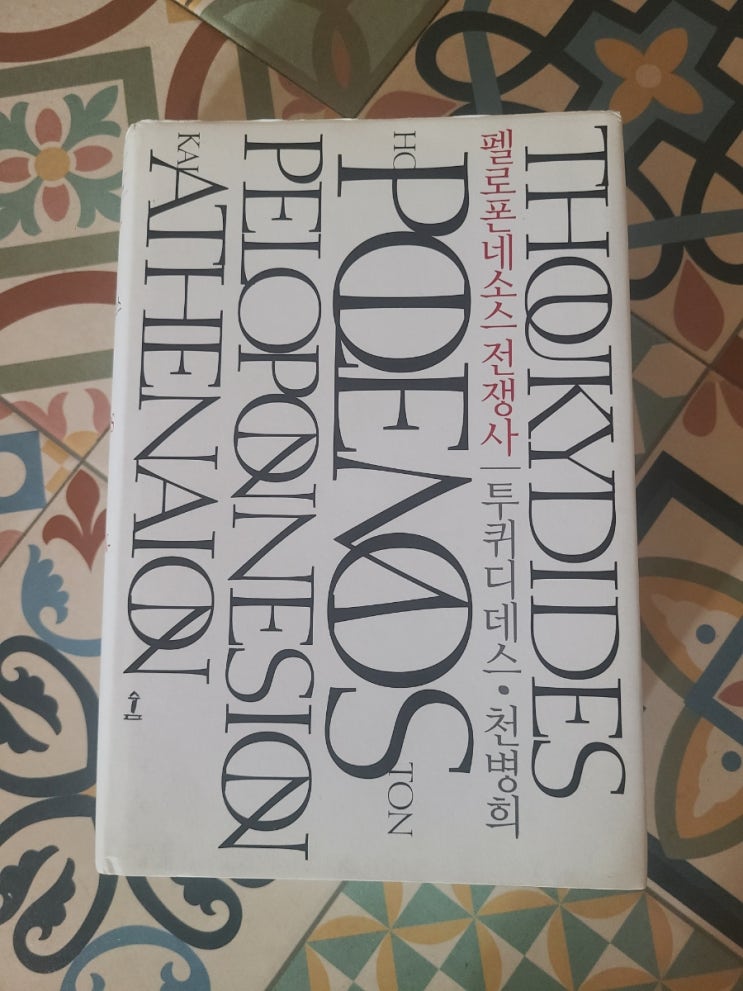 THOUKYDIDES
펠로폰네소스 전쟁사 | 투퀴디데스 • 천병희
HO POLEMOS TON
PELOPONNESION
KAI ATHENAION